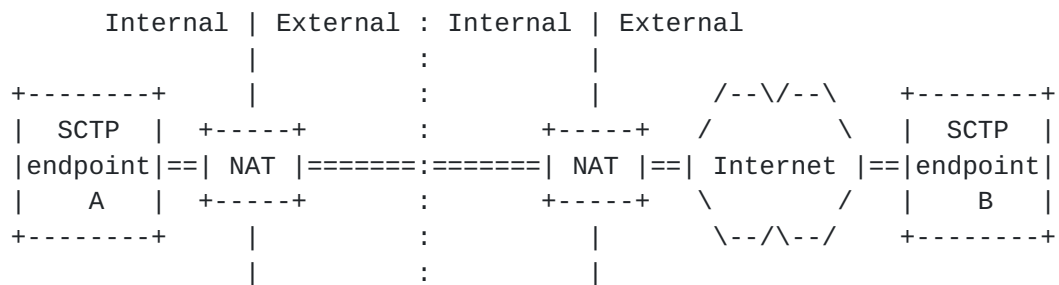 Internal | External : Internal | External
| : |
+--------+ | : | /--\/--\ +--------+
| SCTP | +-----+ : +-----+ / \ | SCTP |
|endpoint|==| NAT |=======:=======| NAT |==| Internet |==|endpoint|
| A | +-----+ : +-----+ \ / | B |
+--------+ | : | \--/\--/ +--------+
| : |